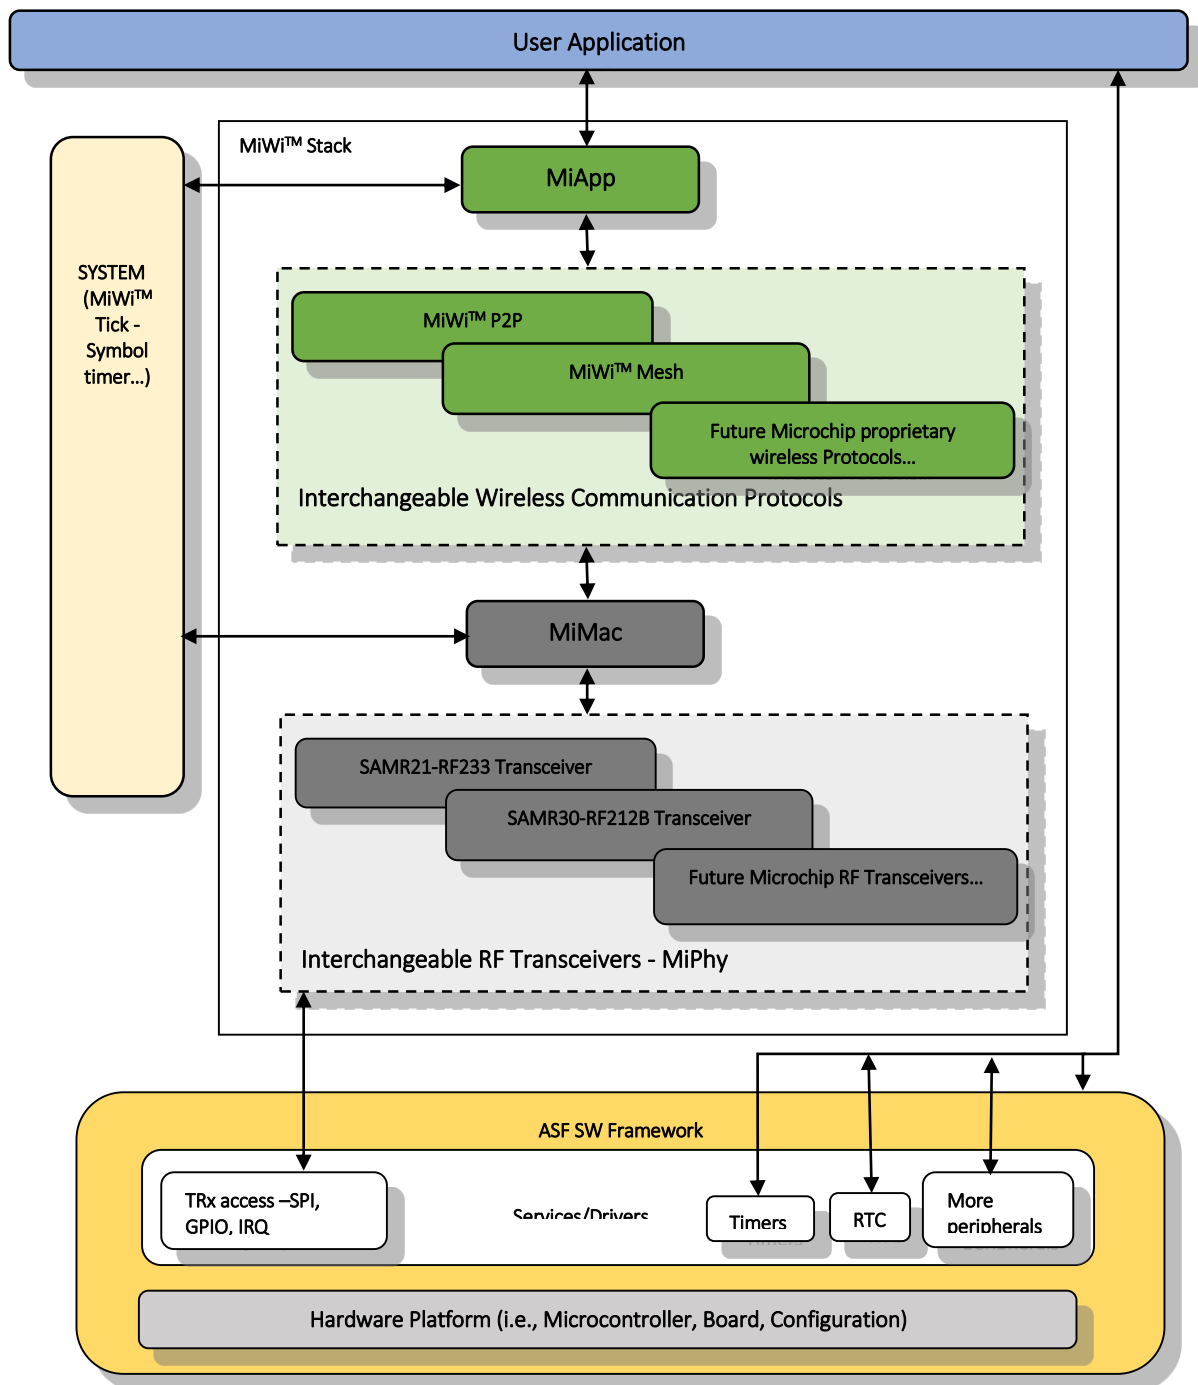 User Application
MiWi™ Stack
MiApp
SYSTEM
(MiWi™
Tick -
Symbol
timer...)
MiWi™ P2P
MiWi™ Mesh
Future Microchip proprietary
wireless Protocols...
Interchangeable Wireless Communication Protocols
MiMac
SAMR21-RF233 Transceiver
SAMR30-RF212B Transceiver
Future Microchip RF Transceivers...
Interchangeable RF Transceivers - MiPhy
ASF SW Framework
TRx access –SPI,
GPIO, IRQ
Services/Drivers
Timers
RTC
More
peripherals
Hardware Platform (i.e., Microcontroller, Board, Configuration)